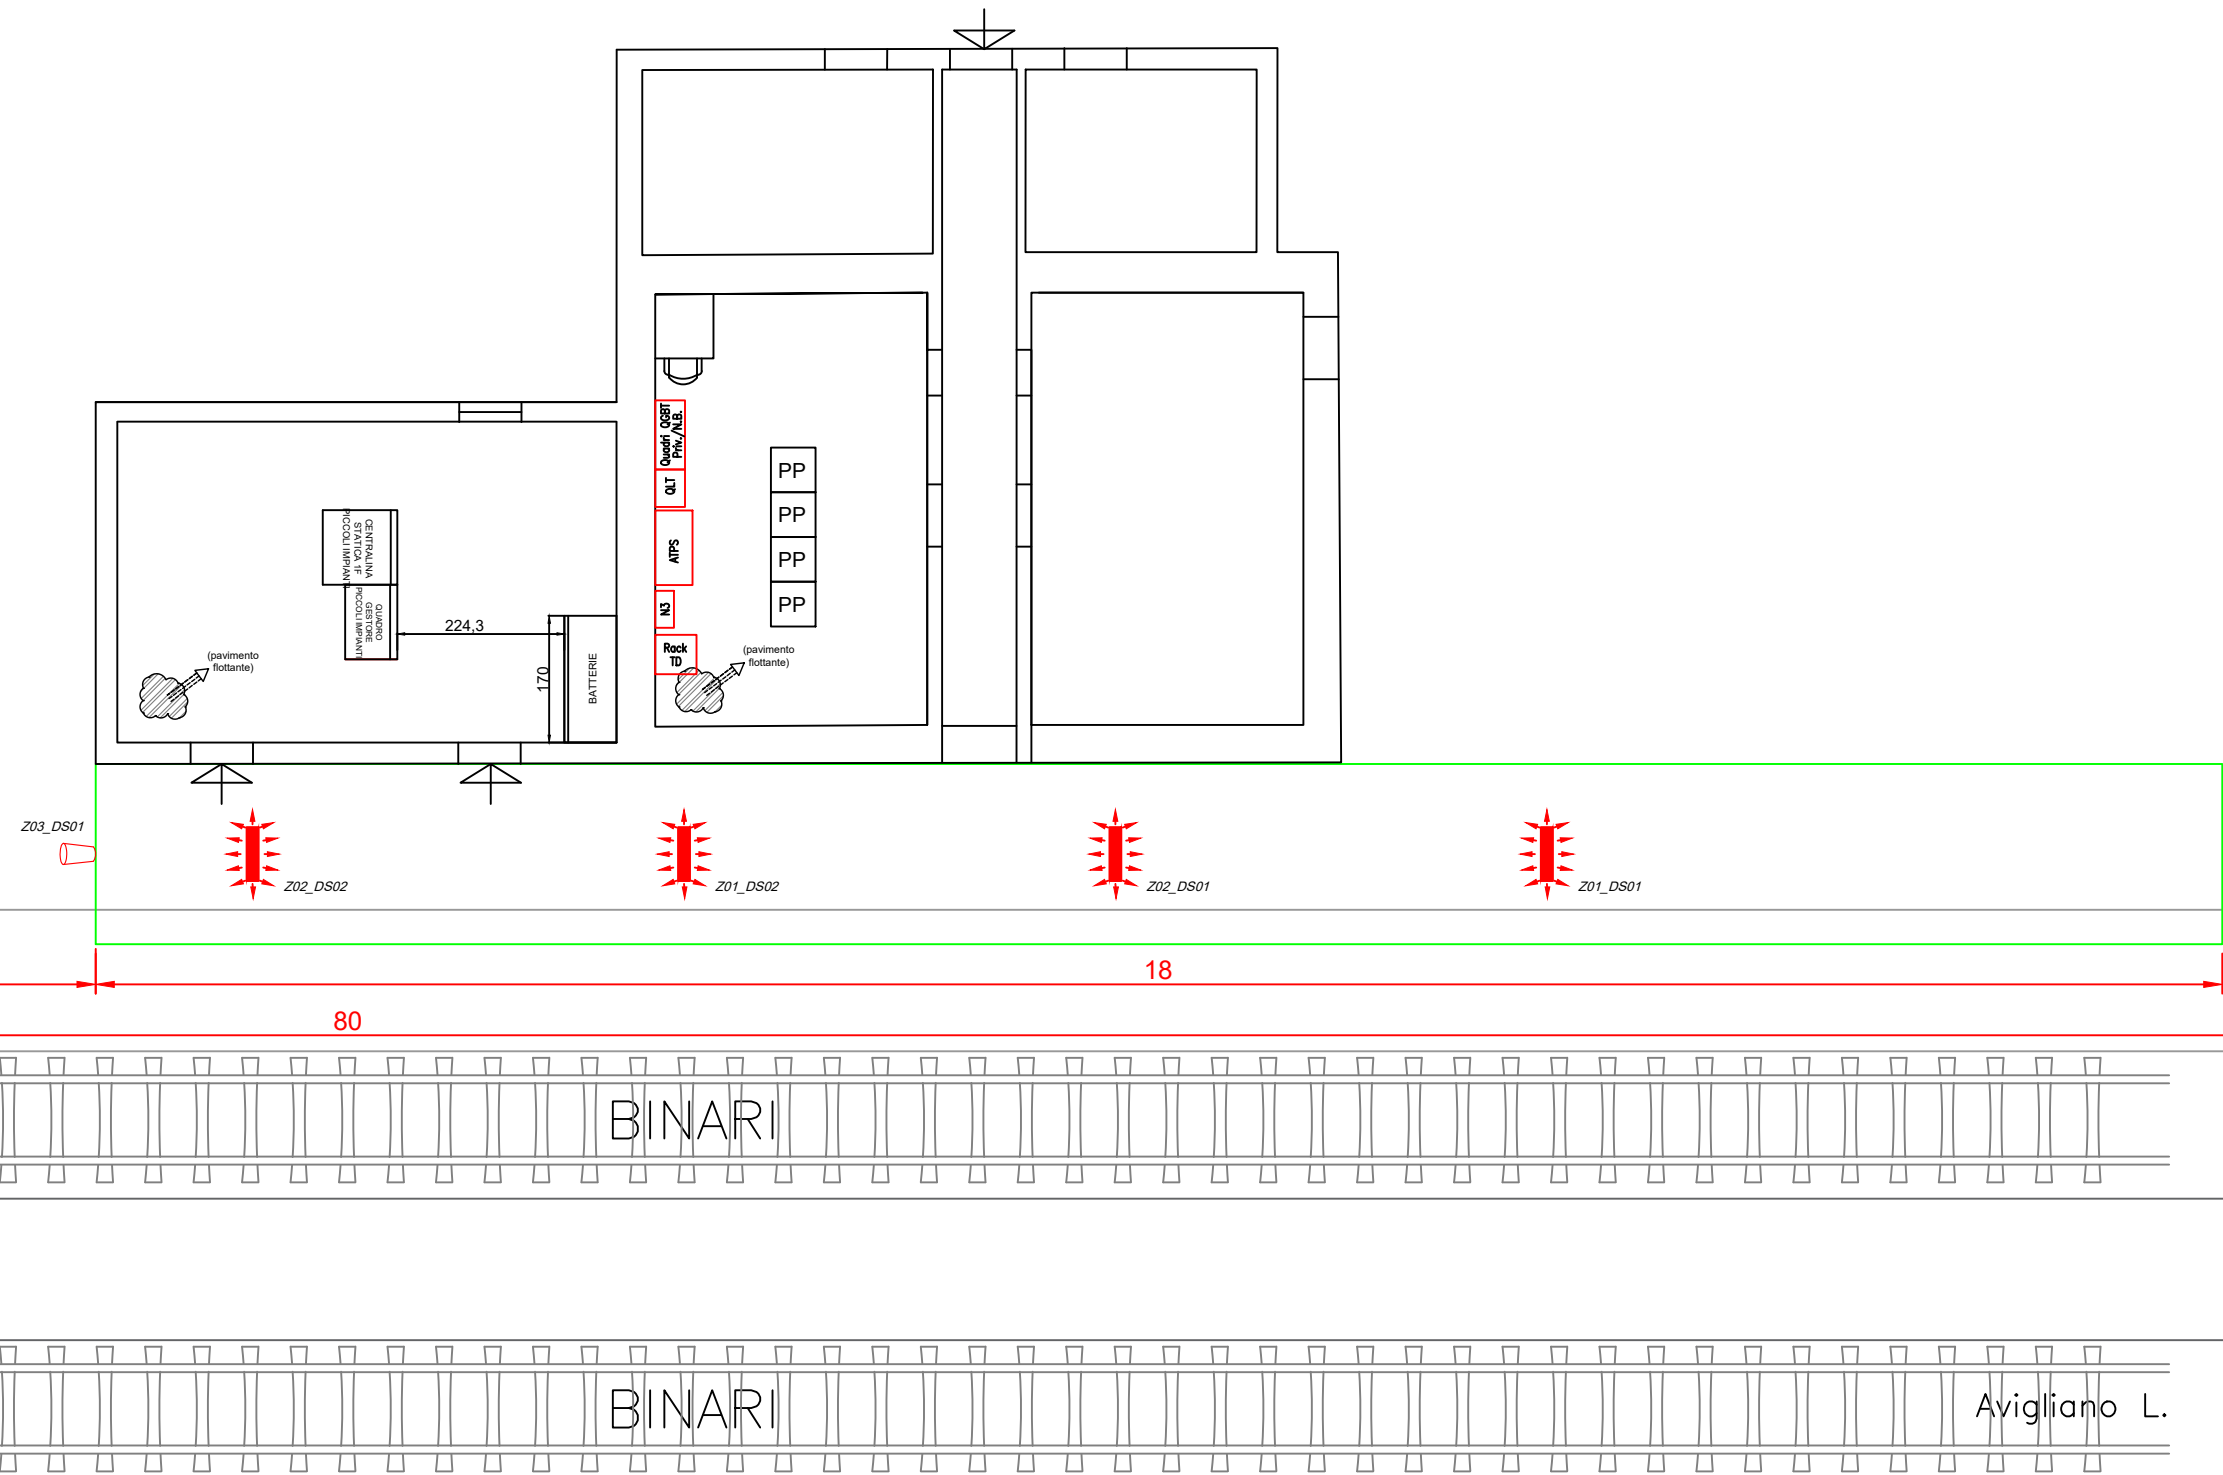 Quadri QGBT
Priv./N.B.
QLT
ATPS
N3
Rack
TD
PP
PP
PP
PP
CENTRALINA
STATICA 1F
PICCOLI IMPIANTI
QUADRO
GESTORE
PICCOLI IMPIANTI
224,3
170
BATTERIE
(pavimento
flottante)
(pavimento
flottante)
Z03_DS01
Z02_DS02
Z01_DS02
Z02_DS01
Z01_DS01
18
80
BINARI
BINARI
Avigliano L.